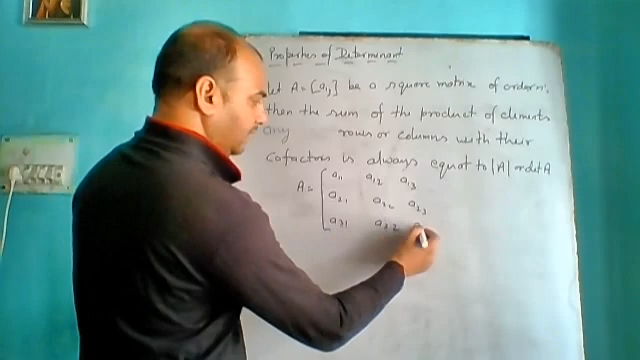 Properties of Determinant
let A = [aij] be a square matrix of order n.
then the sum of the product of elements
any rows or columns with their
cofactors is always equal to |A| or det A
A = [ a11 a12 a13
a21 a22 a23
a31 a32